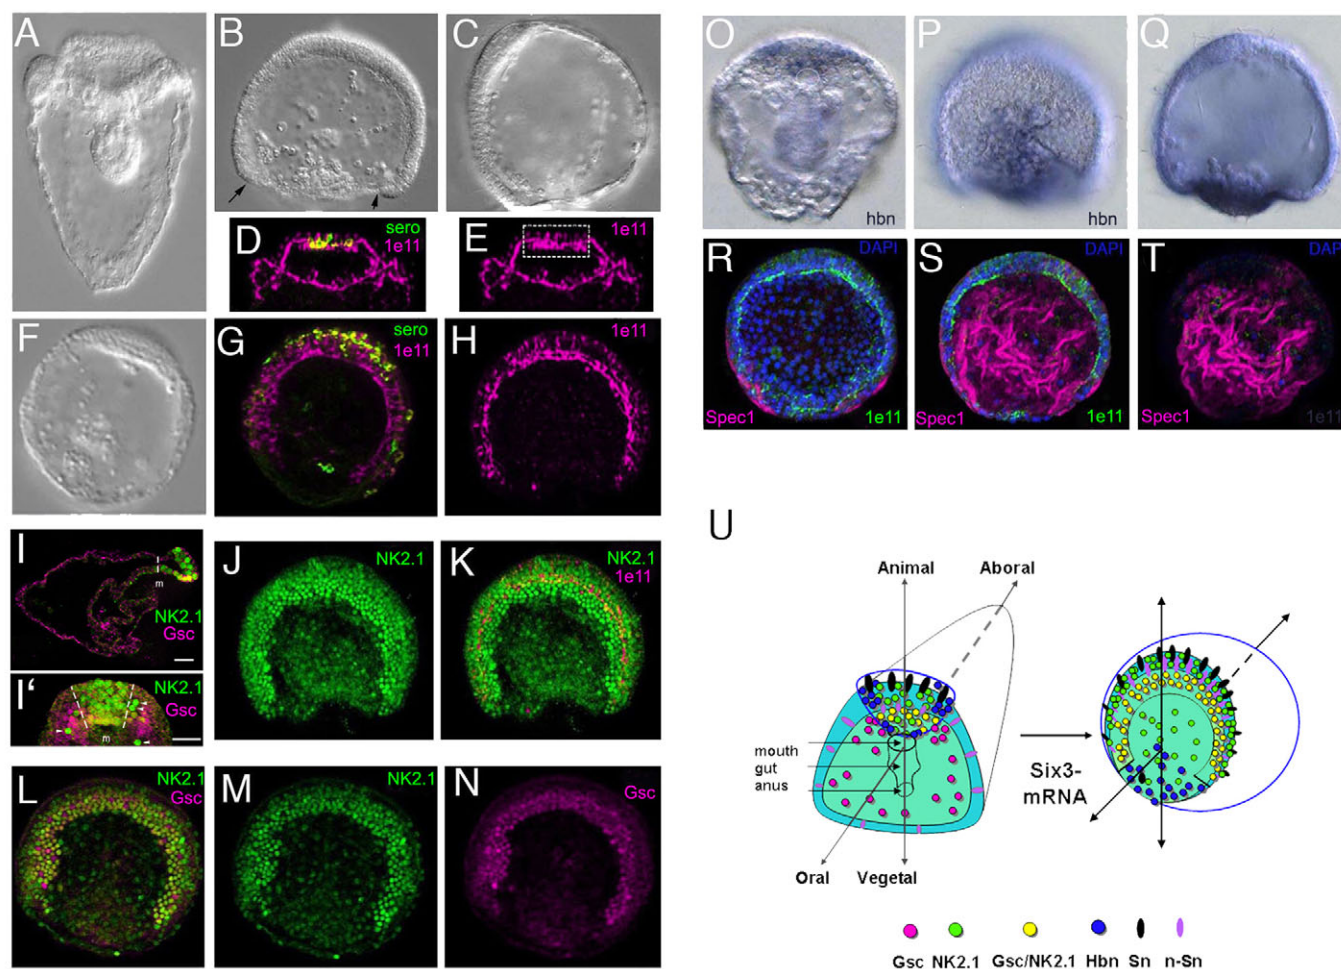 A
B
C
D
sero
1e11
E
1e11
F
G
sero
1e11
H
1e11
I
m
NK2.1
Gsc
I'
NK2.1
Gsc
m
J
NK2.1
K
NK2.1
1e11
L
NK2.1
Gsc
M
NK2.1
N
Gsc
O
hbn
P
hbn
Q
R
DAPI
Spec1
1e11
S
DAPI
Spec1
1e11
T
DAPI
Spec1
1e11
U
Animal
Aboral
mouth
gut
anus
Oral
Vegetal
Six3-
mRNA
Gsc NK2.1 Gsc/NK2.1 Hbn Sn n-Sn